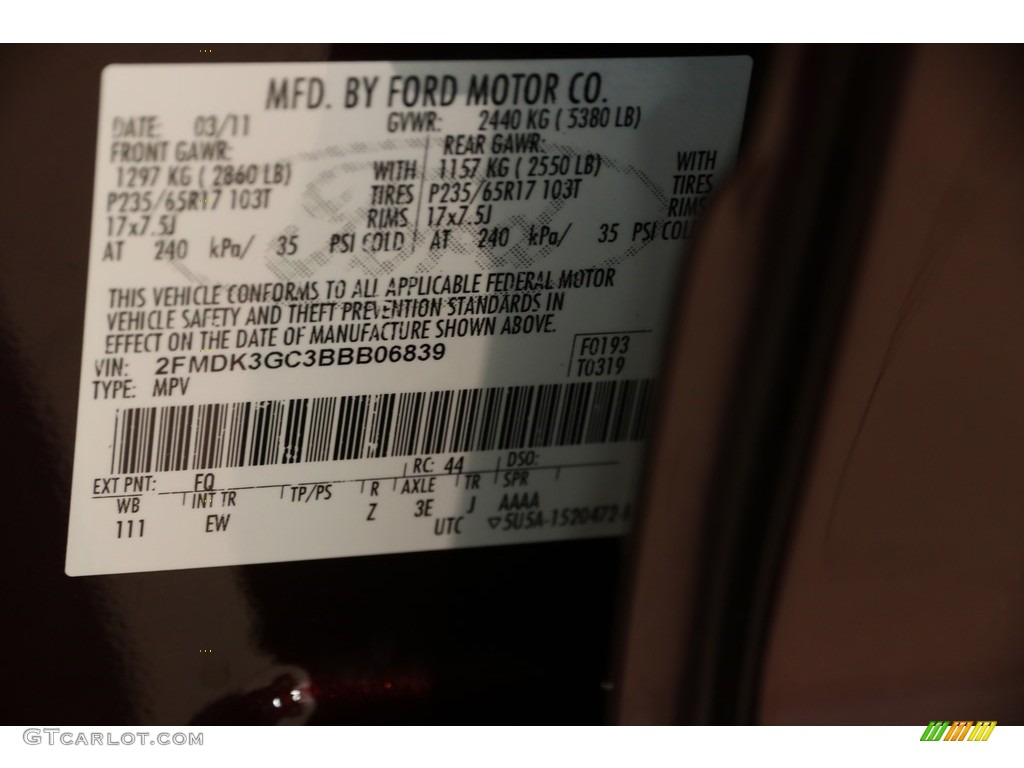 MFD. BY FORD MOTOR CO.
DATE: 03/11 GVWR: 2440 KG ( 5380 LB)
FRONT GAWR: REAR GAWR:
1297 KG ( 2860 LB) WITH 1157 KG ( 2550 LB) WITH
P235/65R17 103T TIRES P235/65R17 103T TIRES
17x7.5J RIMS 17x7.5J RIMS
AT 240 kPa/ 35 PSI COLD AT 240 kPa/ 35 PSI COL
THIS VEHICLE CONFORMS TO ALL APPLICABLE FEDERAL MOTOR
VEHICLE SAFETY AND THEFT PREVENTION STANDARDS IN
EFFECT ON THE DATE OF MANUFACTURE SHOWN ABOVE.
VIN: 2FMDK3GC3BBB06839 F0193
TYPE: MPV T0319
EXT PNT: FQ RC: 44 DSO:
WB INT TR TP/PS R AXLE TR SPR
111 EW Z 3E J AAAA
UTC ▽5U5A-1520472-
GTCARLOT.COM